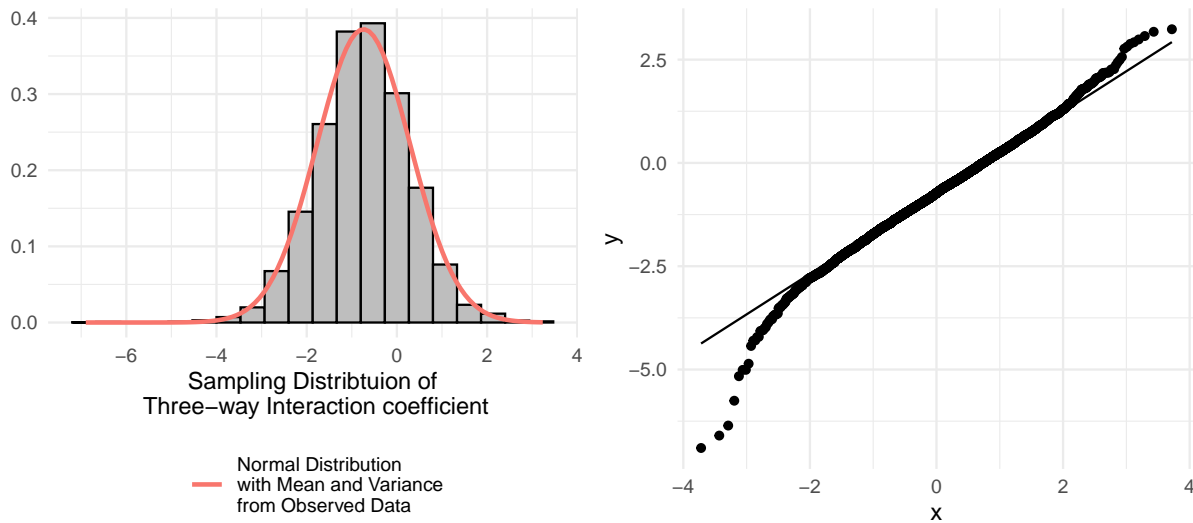 0.4
0.3
0.2
0.1
0.0
−6
−4
−2
0
2
4
Sampling Distribtuion of
Three−way Interaction coefficient
Normal Distribution
with Mean and Variance
from Observed Data
y
2.5
0.0
−2.5
−5.0
−4
−2
0
2
4
x